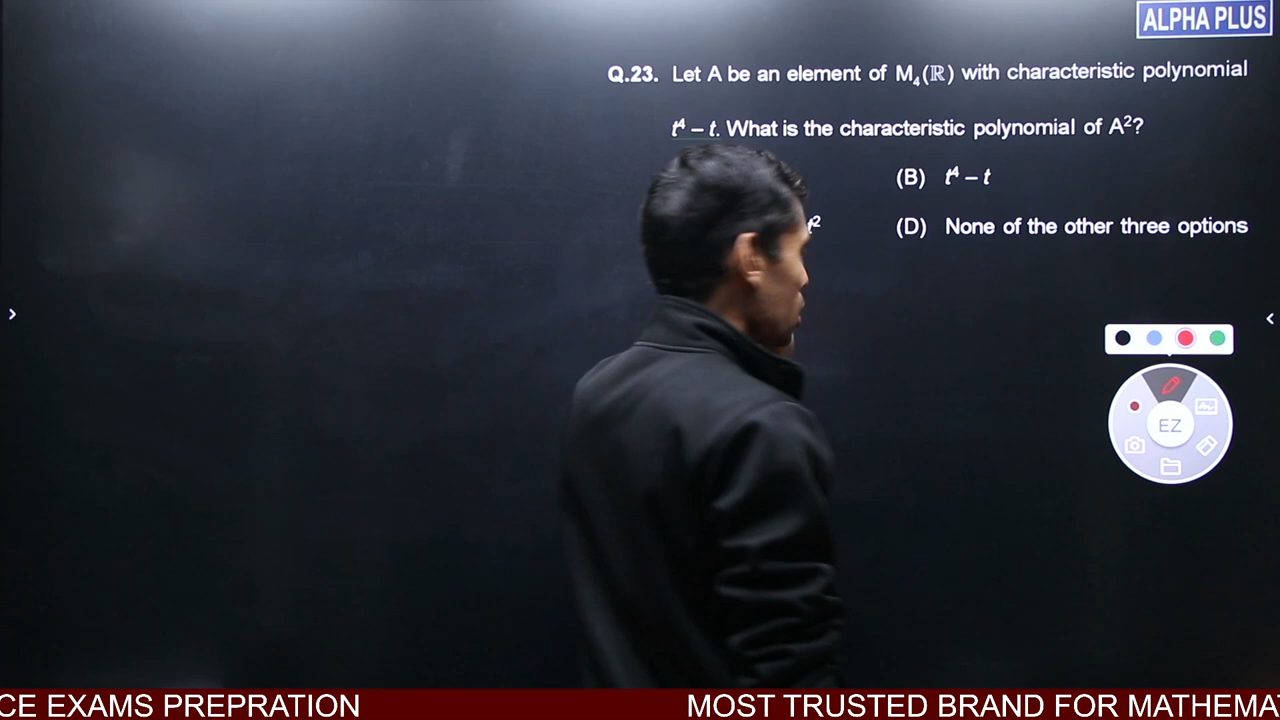 ALPHA PLUS
Q.23. Let A be an element of M₄(ℝ) with characteristic polynomial
t⁴ – t. What is the characteristic polynomial of A²?
(B) t⁴ – t
t² (D) None of the other three options
EZ
CE EXAMS PREPRATION MOST TRUSTED BRAND FOR MATHEMA